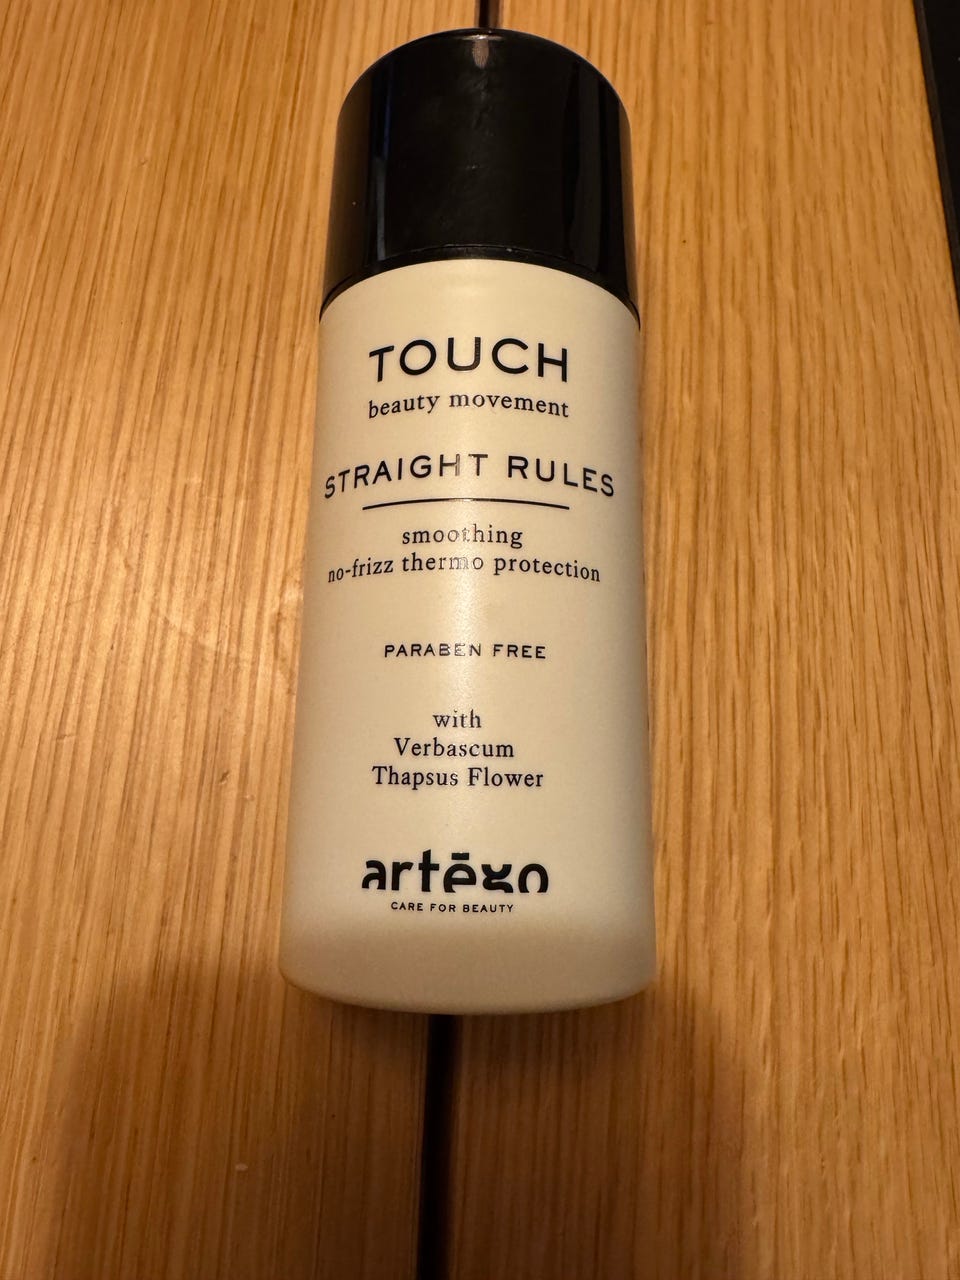 TOUCH
beauty movement
STRAIGHT RULES
smoothing
no-frizz thermo protection
PARABEN FREE
with
Verbascum
Thapsus Flower
artēgo
CARE FOR BEAUTY